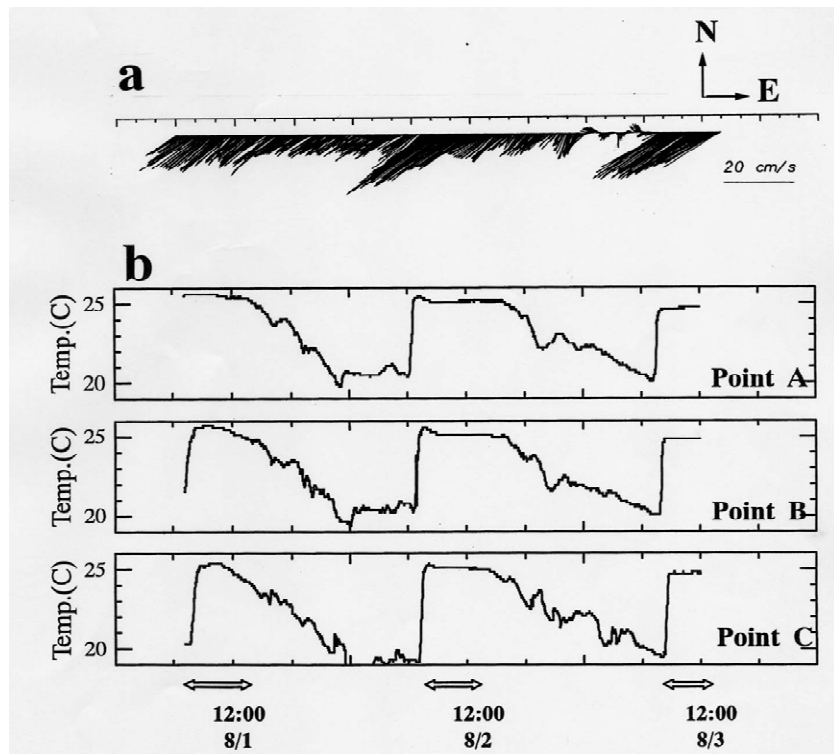 a
N
E
20 cm/s
b
Temp.(C)
25
20
Point A
Temp.(C)
25
20
Point B
Temp.(C)
25
20
Point C
12:00 12:00 12:00
8/1 8/2 8/3